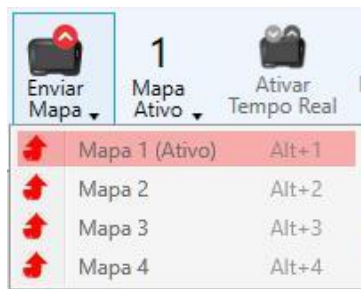 1
Enviar Mapa
Mapa Ativo
Ativar Tempo Real
Mapa 1 (Ativo) Alt+1
Mapa 2 Alt+2
Mapa 3 Alt+3
Mapa 4 Alt+4